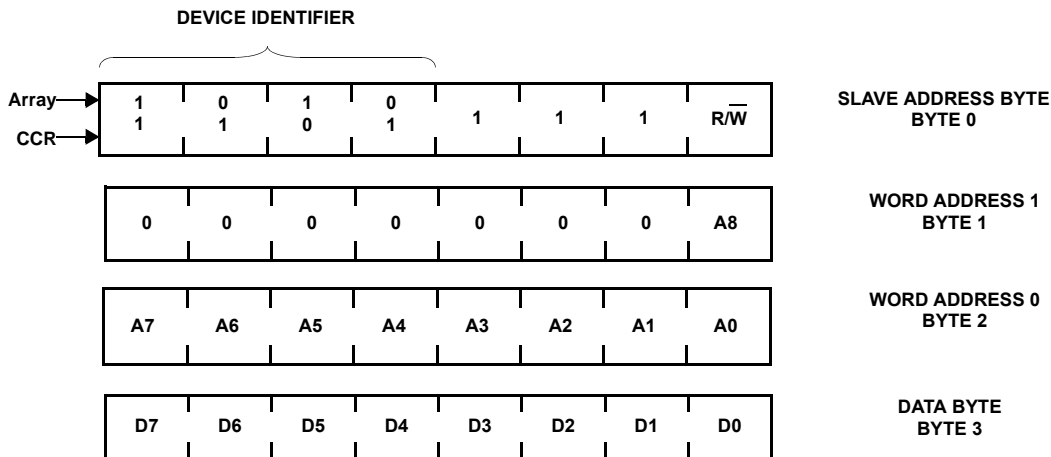 DEVICE IDENTIFIER
Array
CCR
1 0 1 0
1 1 0 1
1 1 1 R/W̅
SLAVE ADDRESS BYTE
BYTE 0
0 0 0 0 0 0 0 A8
WORD ADDRESS 1
BYTE 1
A7 A6 A5 A4 A3 A2 A1 A0
WORD ADDRESS 0
BYTE 2
D7 D6 D5 D4 D3 D2 D1 D0
DATA BYTE
BYTE 3